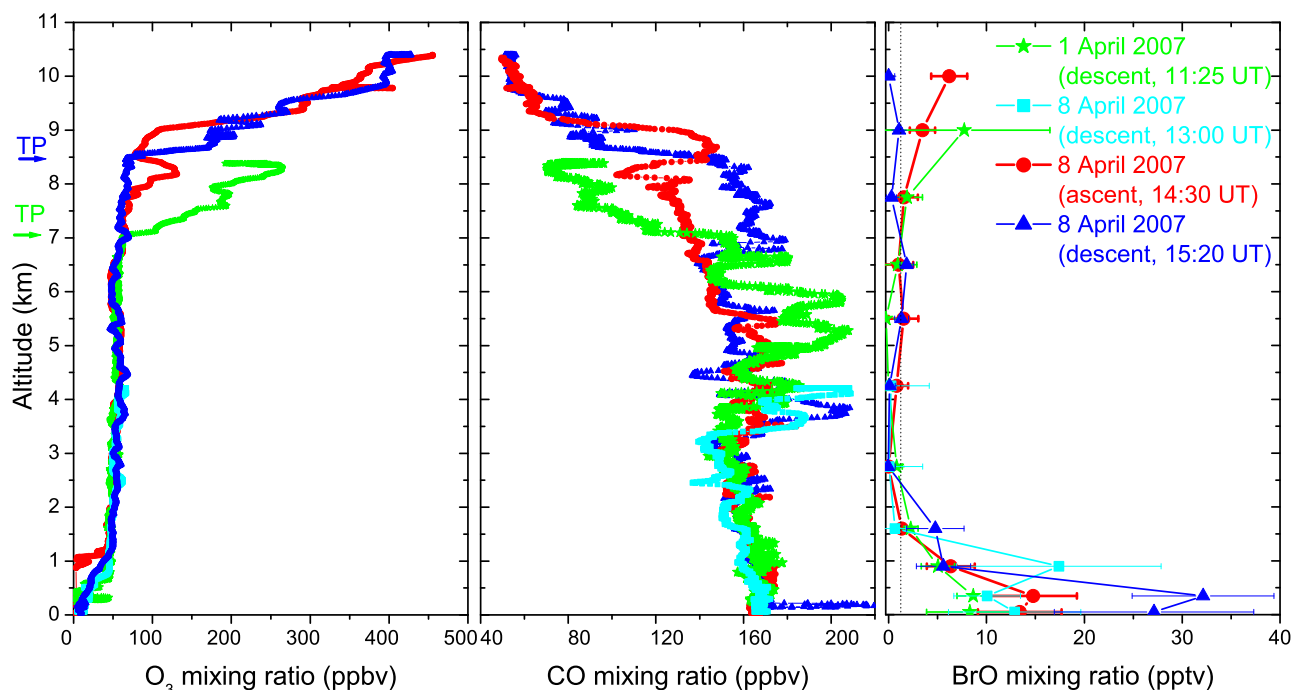 11
10
9
8
7
6
5
4
3
2
1
0
Altitude (km)
TP
TP
0 100 200 300 400 500
O₃ mixing ratio (ppbv)
40 80 120 160 200
CO mixing ratio (ppbv)
1 April 2007
(descent, 11:25 UT)
8 April 2007
(descent, 13:00 UT)
8 April 2007
(ascent, 14:30 UT)
8 April 2007
(descent, 15:20 UT)
0 10 20 30 40
BrO mixing ratio (pptv)